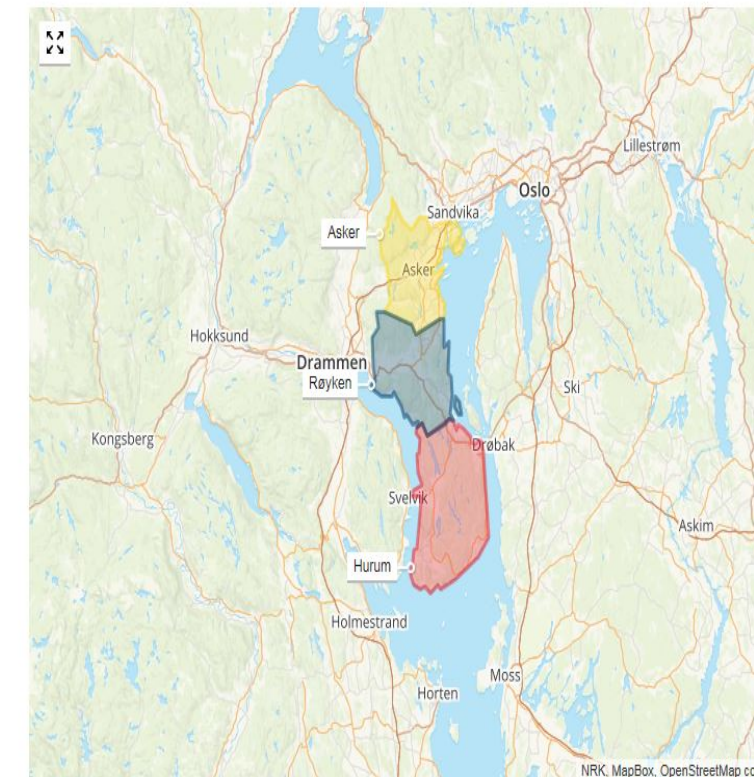 Lillestrøm
Oslo
Sandvika
Asker
Asker
Hokksund
Drammen
Røyken
Ski
Kongsberg
Drøbak
Svelvik
Askim
Hurum
Holmestrand
Moss
Horten
NRK, MapBox, OpenStreetMap co